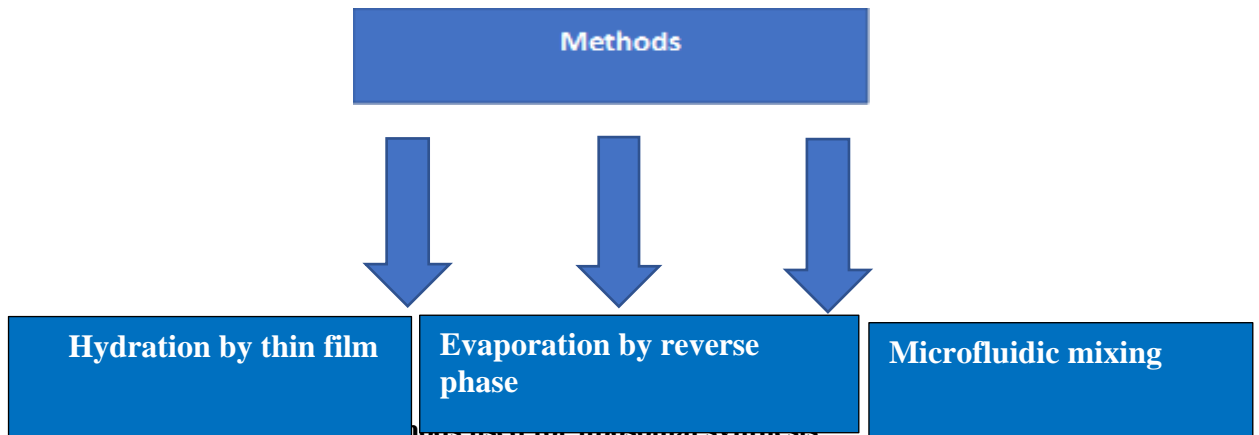 Methods
Hydration by thin film
Evaporation by reverse
phase
Microfluidic mixing